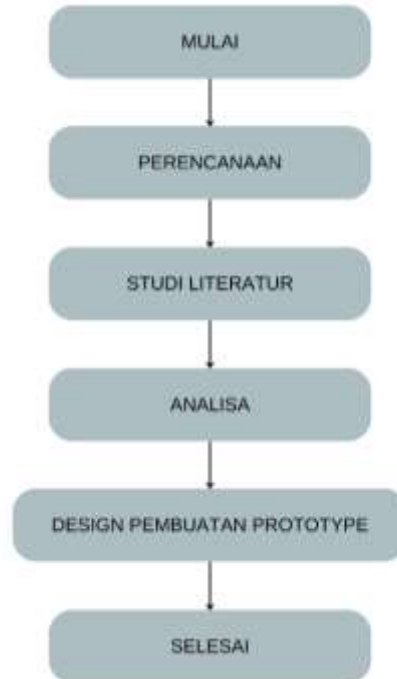 MULAI
PERENCANAAN
STUDI LITERATUR
ANALISA
DESIGN PEMBUATAN PROTOTYPE
SELESAI